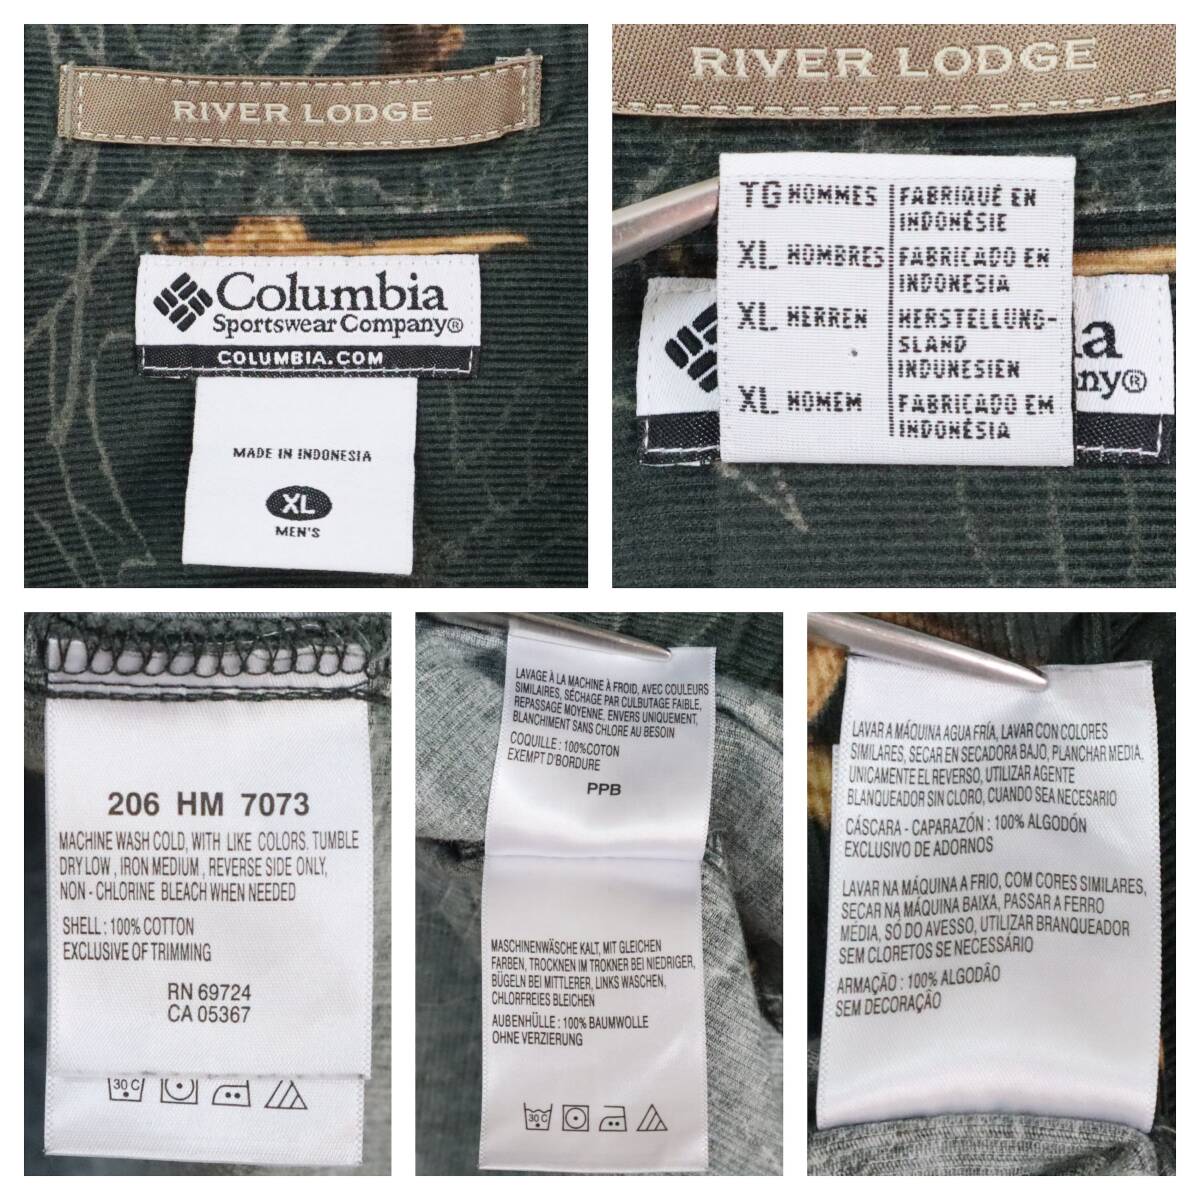 RIVER LODGE
Columbia
Sportswear Company®
COLUMBIA.COM
MADE IN INDONESIA
XL
MEN'S
RIVER LODGE
TG HOMMES
FABRIQUÉ EN
INDONÉSIE
XL HOMBRES
FABRICADO EN
INDONESIA
XL HERREN
HERSTELLUNG-
SLAND
INDUNESIEN
XL HOMEM
FABRICADO EM
INDONÉSIA
a
ny®
206 HM 7073
MACHINE WASH COLD, WITH LIKE COLORS. TUMBLE
DRY LOW, IRON MEDIUM, REVERSE SIDE ONLY,
NON - CHLORINE BLEACH WHEN NEEDED
SHELL : 100% COTTON
EXCLUSIVE OF TRIMMING
RN 69724
CA 05367
30 C
LAVAGE À LA MACHINE À FROID, AVEC COULEURS
SIMILAIRES, SÉCHAGE PAR CULBUTAGE FAIBLE,
REPASSAGE MOYENNE, ENVERS UNIQUEMENT,
BLANCHIMENT SANS CHLORE AU BESOIN
COQUILLE : 100% COTON
EXEMPT D'BORDURE
PPB
MASCHINENWÄSCHE KALT, MIT GLEICHEN
FARBEN, TROCKNEN IM TROKNER BEI NIEDRIGER,
BÜGELN BEI MITTLERER, LINKS WASCHEN,
CHLORFREIES BLEICHEN
AUßENHÜLLE : 100% BAUMWOLLE
OHNE VERZIERUNG
30 C
LAVAR A MÁQUINA AGUA FRÍA, LAVAR CON COLORES
SIMILARES, SECAR EN SECADORA BAJO, PLANCHAR MEDIA,
UNICAMENTE EL REVERSO, UTILIZAR AGENTE
BLANQUEADOR SIN CLORO, CUANDO SEA NECESARIO
CÁSCARA - CAPARAZÓN : 100% ALGODÓN
EXCLUSIVO DE ADORNOS
LAVAR NA MÁQUINA A FRIO, COM CORES SIMILARES,
SECAR NA MÁQUINA BAIXA, PASSAR A FERRO
MÉDIA, SÓ DO AVESSO, UTILIZAR BRANQUEADOR
SEM CLORETOS SE NECESSÁRIO
ARMAÇÃO : 100% ALGODÃO
SEM DECORAÇÃO